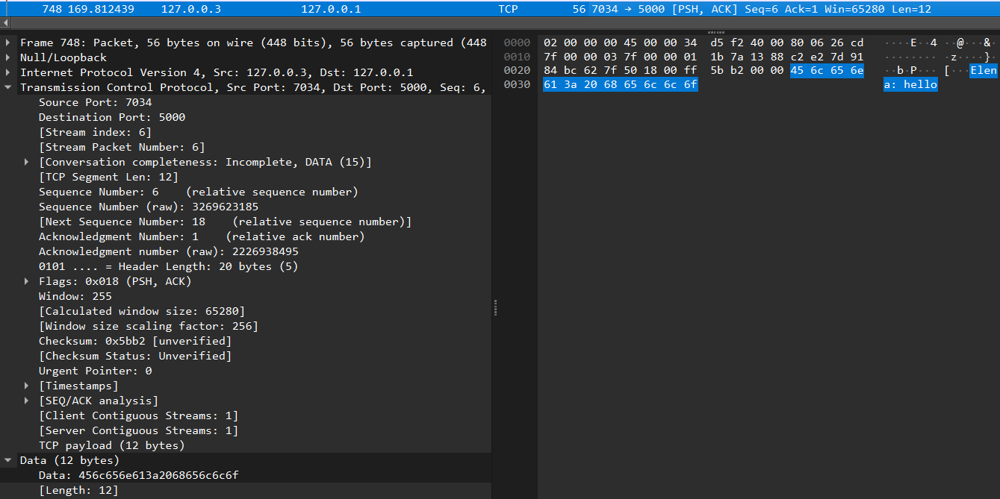 748 169.812439 127.0.0.3 127.0.0.1 TCP 56 7034 → 5000 [PSH, ACK] Seq=6 Ack=1 Win=65280 Len=12
Frame 748: Packet, 56 bytes on wire (448 bits), 56 bytes captured (448
Null/Loopback
Internet Protocol Version 4, Src: 127.0.0.3, Dst: 127.0.0.1
Transmission Control Protocol, Src Port: 7034, Dst Port: 5000, Seq: 6,
Source Port: 7034
Destination Port: 5000
[Stream index: 6]
[Stream Packet Number: 6]
[Conversation completeness: Incomplete, DATA (15)]
[TCP Segment Len: 12]
Sequence Number: 6    (relative sequence number)
Sequence Number (raw): 3269623185
[Next Sequence Number: 18    (relative sequence number)]
Acknowledgment Number: 1    (relative ack number)
Acknowledgment number (raw): 2226938495
0101 .... = Header Length: 20 bytes (5)
Flags: 0x018 (PSH, ACK)
Window: 255
[Calculated window size: 65280]
[Window size scaling factor: 256]
Checksum: 0x5bb2 [unverified]
[Checksum Status: Unverified]
Urgent Pointer: 0
[Timestamps]
[SEQ/ACK analysis]
[Client Contiguous Streams: 1]
[Server Contiguous Streams: 1]
TCP payload (12 bytes)
Data (12 bytes)
Data: 456c656e613a2068656c6c6f
[Length: 12]
0000 02 00 00 00 45 00 00 34 d5 f2 40 00 80 06 26 cd ····E··4 ··@···&·
0010 7f 00 00 03 7f 00 00 01 1b 7a 13 88 c2 e2 7d 91 ········ ·z····}·
0020 84 bc 62 7f 50 18 00 ff 5b b2 00 00 45 6c 65 6e ··b·P··· [···Elen
0030 61 3a 20 68 65 6c 6c 6f a: hello